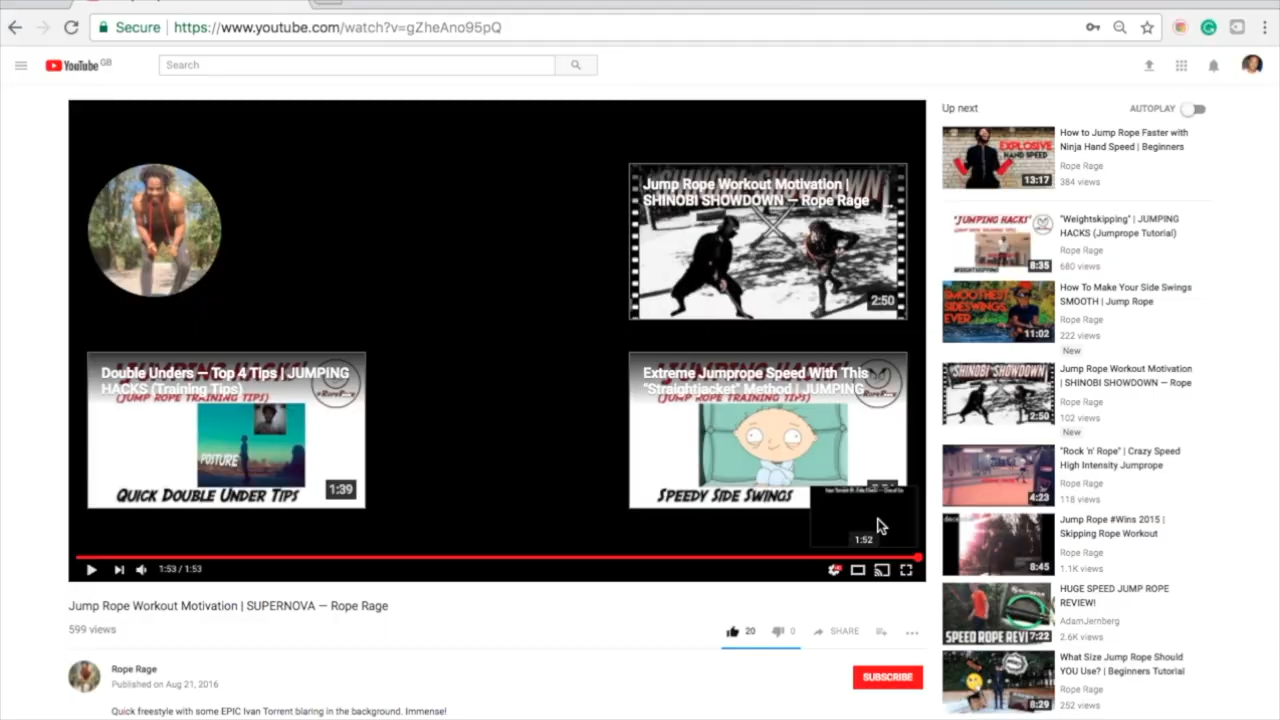 Secure https://www.youtube.com/watch?v=gZheAno95pQ
YouTube GB
Search
Jump Rope Workout Motivation |
SHINOBI SHOWDOWN — Rope Rage
2:50
Double Unders — Top 4 Tips | JUMPING
HACKS (Training Tips)
(JUMP ROPE TRAINING TIPS)
POSTURE
1:39
QUICK DOUBLE UNDER TIPS
Extreme Jumprope Speed With This
"Straightjacket" Method | JUMPING
(JUMP ROPE TRAINING TIPS)
SPEEDY SIDE SWINGS
1:52
1:53 / 1:53
Jump Rope Workout Motivation | SUPERNOVA — Rope Rage
599 views
20
0
SHARE
Rope Rage
Published on Aug 21, 2016
SUBSCRIBE
Quick freestyle with some EPIC Ivan Torrent blaring in the background. Immense!
Up next
AUTOPLAY
EXPLOSIVE
HAND SPEED
13:17
How to Jump Rope Faster with
Ninja Hand Speed | Beginners
Rope Rage
384 views
"JUMPING HACKS"
(JUMP ROPE TRAINING TIPS)
#WEIGHTSKIPPING
8:35
"Weightskipping" | JUMPING
HACKS (Jumprope Tutorial)
Rope Rage
680 views
SMOOTHEST
SIDESWINGS,
EVER
11:02
How To Make Your Side Swings
SMOOTH | Jump Rope
Rope Rage
222 views
New
SHINOBI SHOWDOWN
2:50
Jump Rope Workout Motivation
| SHINOBI SHOWDOWN — Rope
Rope Rage
102 views
New
4:23
"Rock 'n' Rope" | Crazy Speed
High Intensity Jumprope
Rope Rage
118 views
8:45
Jump Rope #Wins 2015 |
Skipping Rope Workout
Rope Rage
1.1K views
SPEED ROPE REVI
7:22
HUGE SPEED JUMP ROPE
REVIEW!
AdamJernberg
2.6K views
8:29
What Size Jump Rope Should
YOU Use? | Beginners Tutorial
Rope Rage
252 views